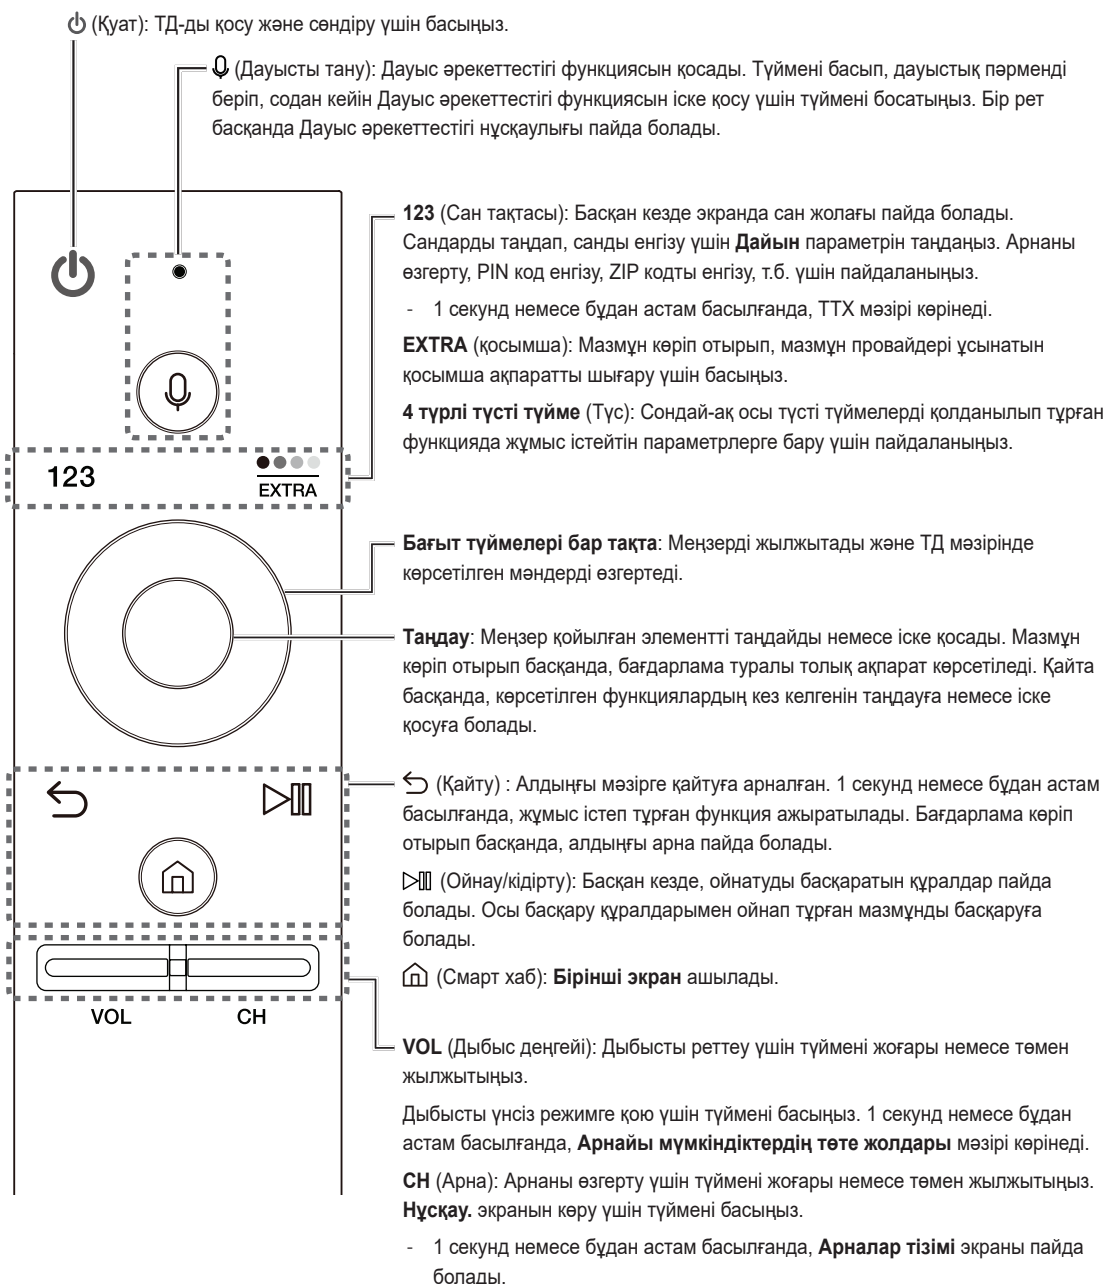 (Қуат): ТД-ды қосу және сөндіру үшін басыңыз.
(Дауысты тану): Дауыс әрекеттестігі функциясын қосады. Түймені басып, дауыстық пәрменді
беріп, содан кейін Дауыс әрекеттестігі функциясын іске қосу үшін түймені босатыңыз. Бір рет
басқанда Дауыс әрекеттестігі нұсқаулығы пайда болады.
123 (Сан тақтасы): Басқан кезде экранда сан жолағы пайда болады.
Сандарды таңдап, санды енгізу үшін Дайын параметрін таңдаңыз. Арнаны
өзгерту, PIN код енгізу, ZIP кодты енгізу, т.б. үшін пайдаланыңыз.
- 1 секунд немесе бұдан астам басылғанда, TTX мәзірі көрінеді.
EXTRA (қосымша): Мазмұн көріп отырып, мазмұн провайдері ұсынатын
қосымша ақпаратты шығару үшін басыңыз.
4 түрлі түсті түйме (Түс): Сондай-ақ осы түсті түймелерді қолданылып тұрған
функцияда жұмыс істейтін параметрлерге бару үшін пайдаланыңыз.
123
EXTRA
Бағыт түймелері бар тақта: Меңзерді жылжытады және ТД мәзірінде
көрсетілген мәндерді өзгертеді.
Таңдау: Меңзер қойылған элементті таңдайды немесе іске қосады. Мазмұн
көріп отырып басқанда, бағдарлама туралы толық ақпарат көрсетіледі. Қайта
басқанда, көрсетілген функциялардың кез келгенін таңдауға немесе іске
қосуға болады.
(Қайту) : Алдыңғы мәзірге қайтуға арналған. 1 секунд немесе бұдан астам
басылғанда, жұмыс істеп тұрған функция ажыратылады. Бағдарлама көріп
отырып басқанда, алдыңғы арна пайда болады.
(Ойнау/кідірту): Басқан кезде, ойнатуды басқаратын құралдар пайда
болады. Осы басқару құралдарымен ойнап тұрған мазмұнды басқаруға
болады.
(Смарт хаб): Бірінші экран ашылады.
VOL
CH
VOL (Дыбыс деңгейі): Дыбысты реттеу үшін түймені жоғары немесе төмен
жылжытыңыз.
Дыбысты үнсіз режимге қою үшін түймені басыңыз. 1 секунд немесе бұдан
астам басылғанда, Арнайы мүмкіндіктердің төте жолдары мәзірі көрінеді.
CH (Арна): Арнаны өзгерту үшін түймені жоғары немесе төмен жылжытыңыз.
Нұсқау. экранын көру үшін түймені басыңыз.
- 1 секунд немесе бұдан астам басылғанда, Арналар тізімі экраны пайда
болады.